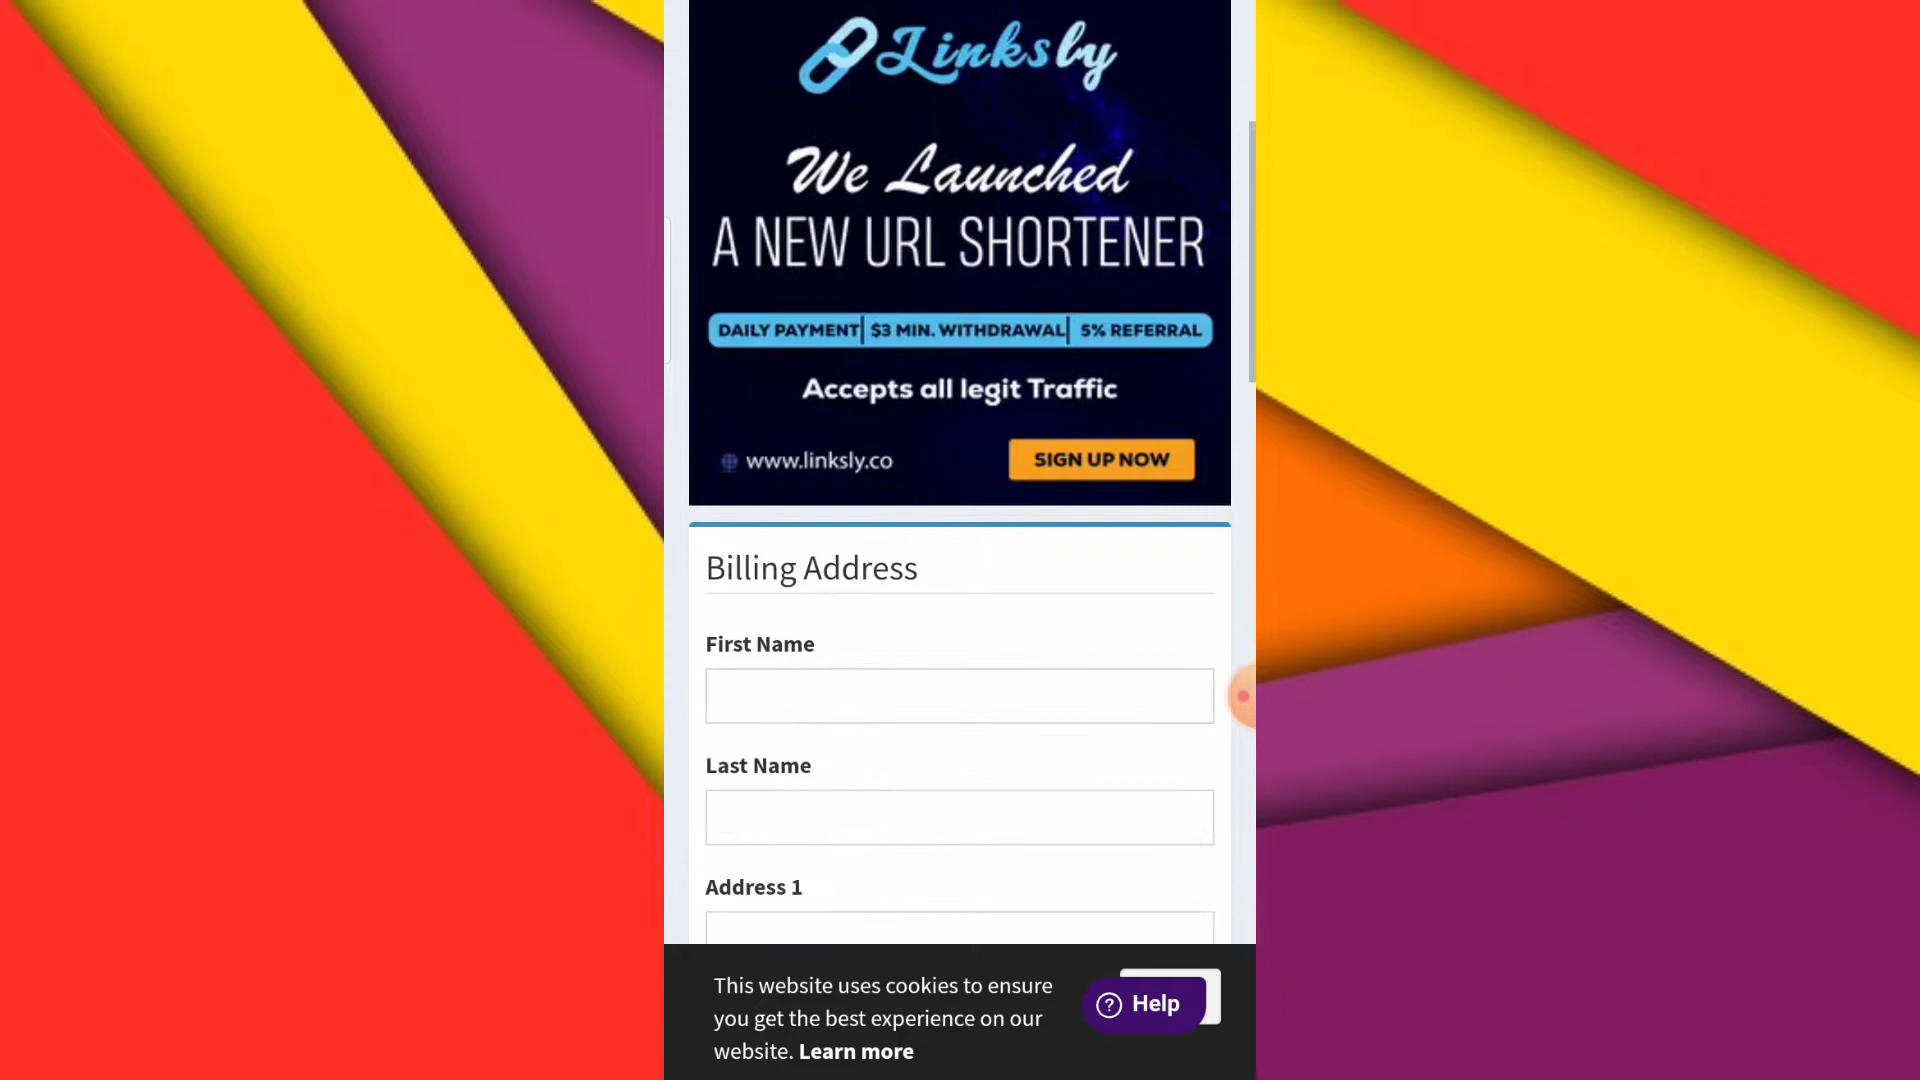 Linksly
We Launched
A NEW URL SHORTENER
DAILY PAYMENT $3 MIN. WITHDRAWAL 5% REFERRAL
Accepts all legit Traffic
www.linksly.co SIGN UP NOW
Billing Address
First Name
Last Name
Address 1
This website uses cookies to ensure
you get the best experience on our
website. Learn more
? Help